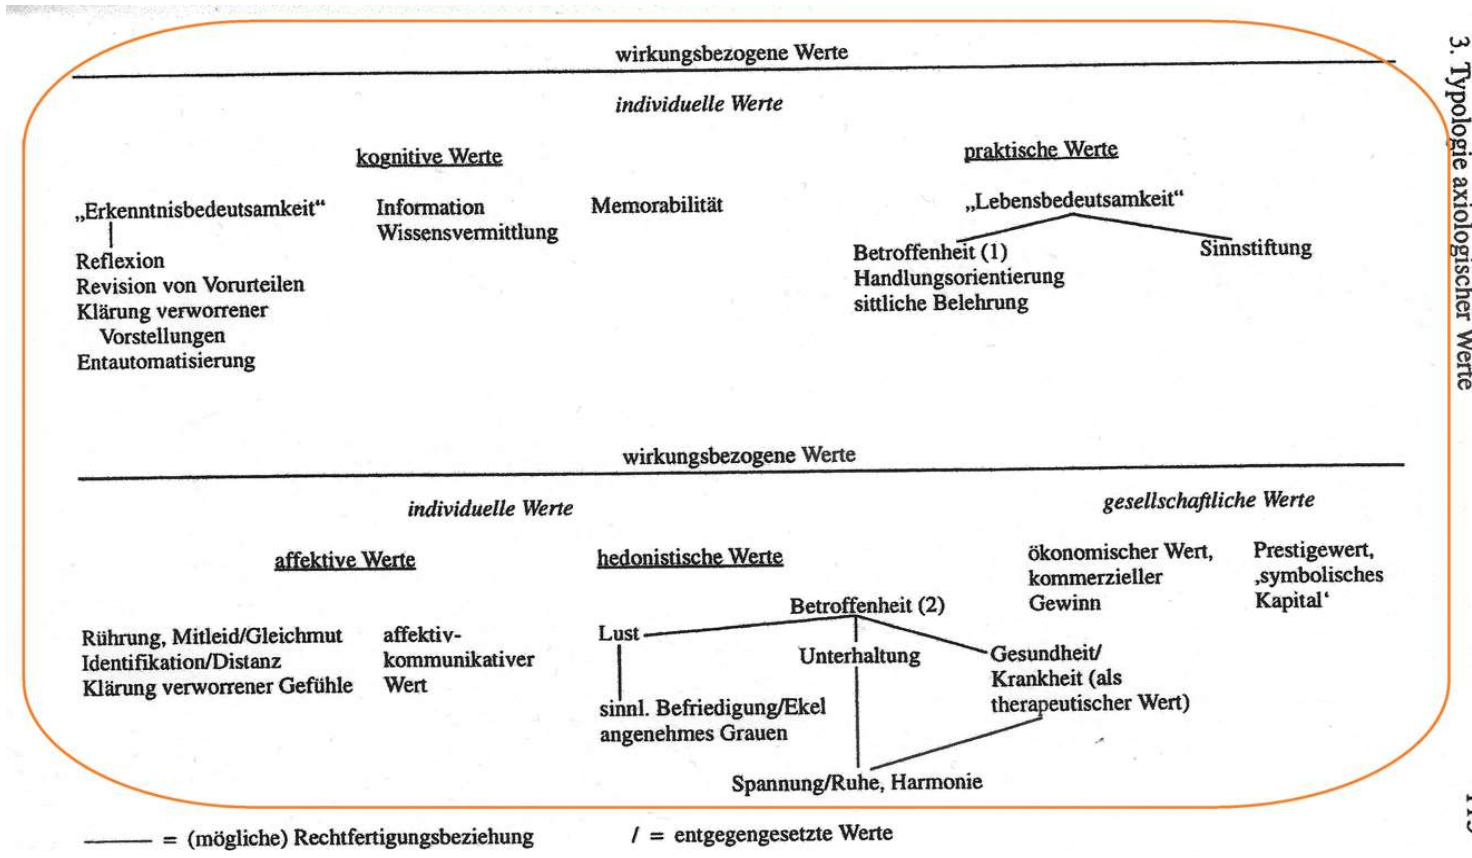 wirkungsbezogene Werte
individuelle Werte
kognitive Werte
praktische Werte
„Erkenntnisbedeutsamkeit“
Information
Wissensvermittlung
Memorabilität
„Lebensbedeutsamkeit“
Reflexion
Revision von Vorurteilen
Klärung verworrener
Vorstellungen
Entautomatisierung
Betroffenheit (1)
Handlungsorientierung
sittliche Belehrung
Sinnstiftung
wirkungsbezogene Werte
individuelle Werte
gesellschaftliche Werte
affektive Werte
hedonistische Werte
ökonomischer Wert,
kommerzieller
Gewinn
Prestigewert,
‚symbolisches
Kapital‘
Rührung, Mitleid/Gleichmut
Identifikation/Distanz
Klärung verworrener Gefühle
affektiv-
kommunikativer
Wert
Betroffenheit (2)
Lust
Unterhaltung
Gesundheit/
Krankheit (als
therapeutischer Wert)
sinnl. Befriedigung/Ekel
angenehmes Grauen
Spannung/Ruhe, Harmonie
= (mögliche) Rechtfertigungsbeziehung
/ = entgegengesetzte Werte
3. Typologie axiologischer Werte